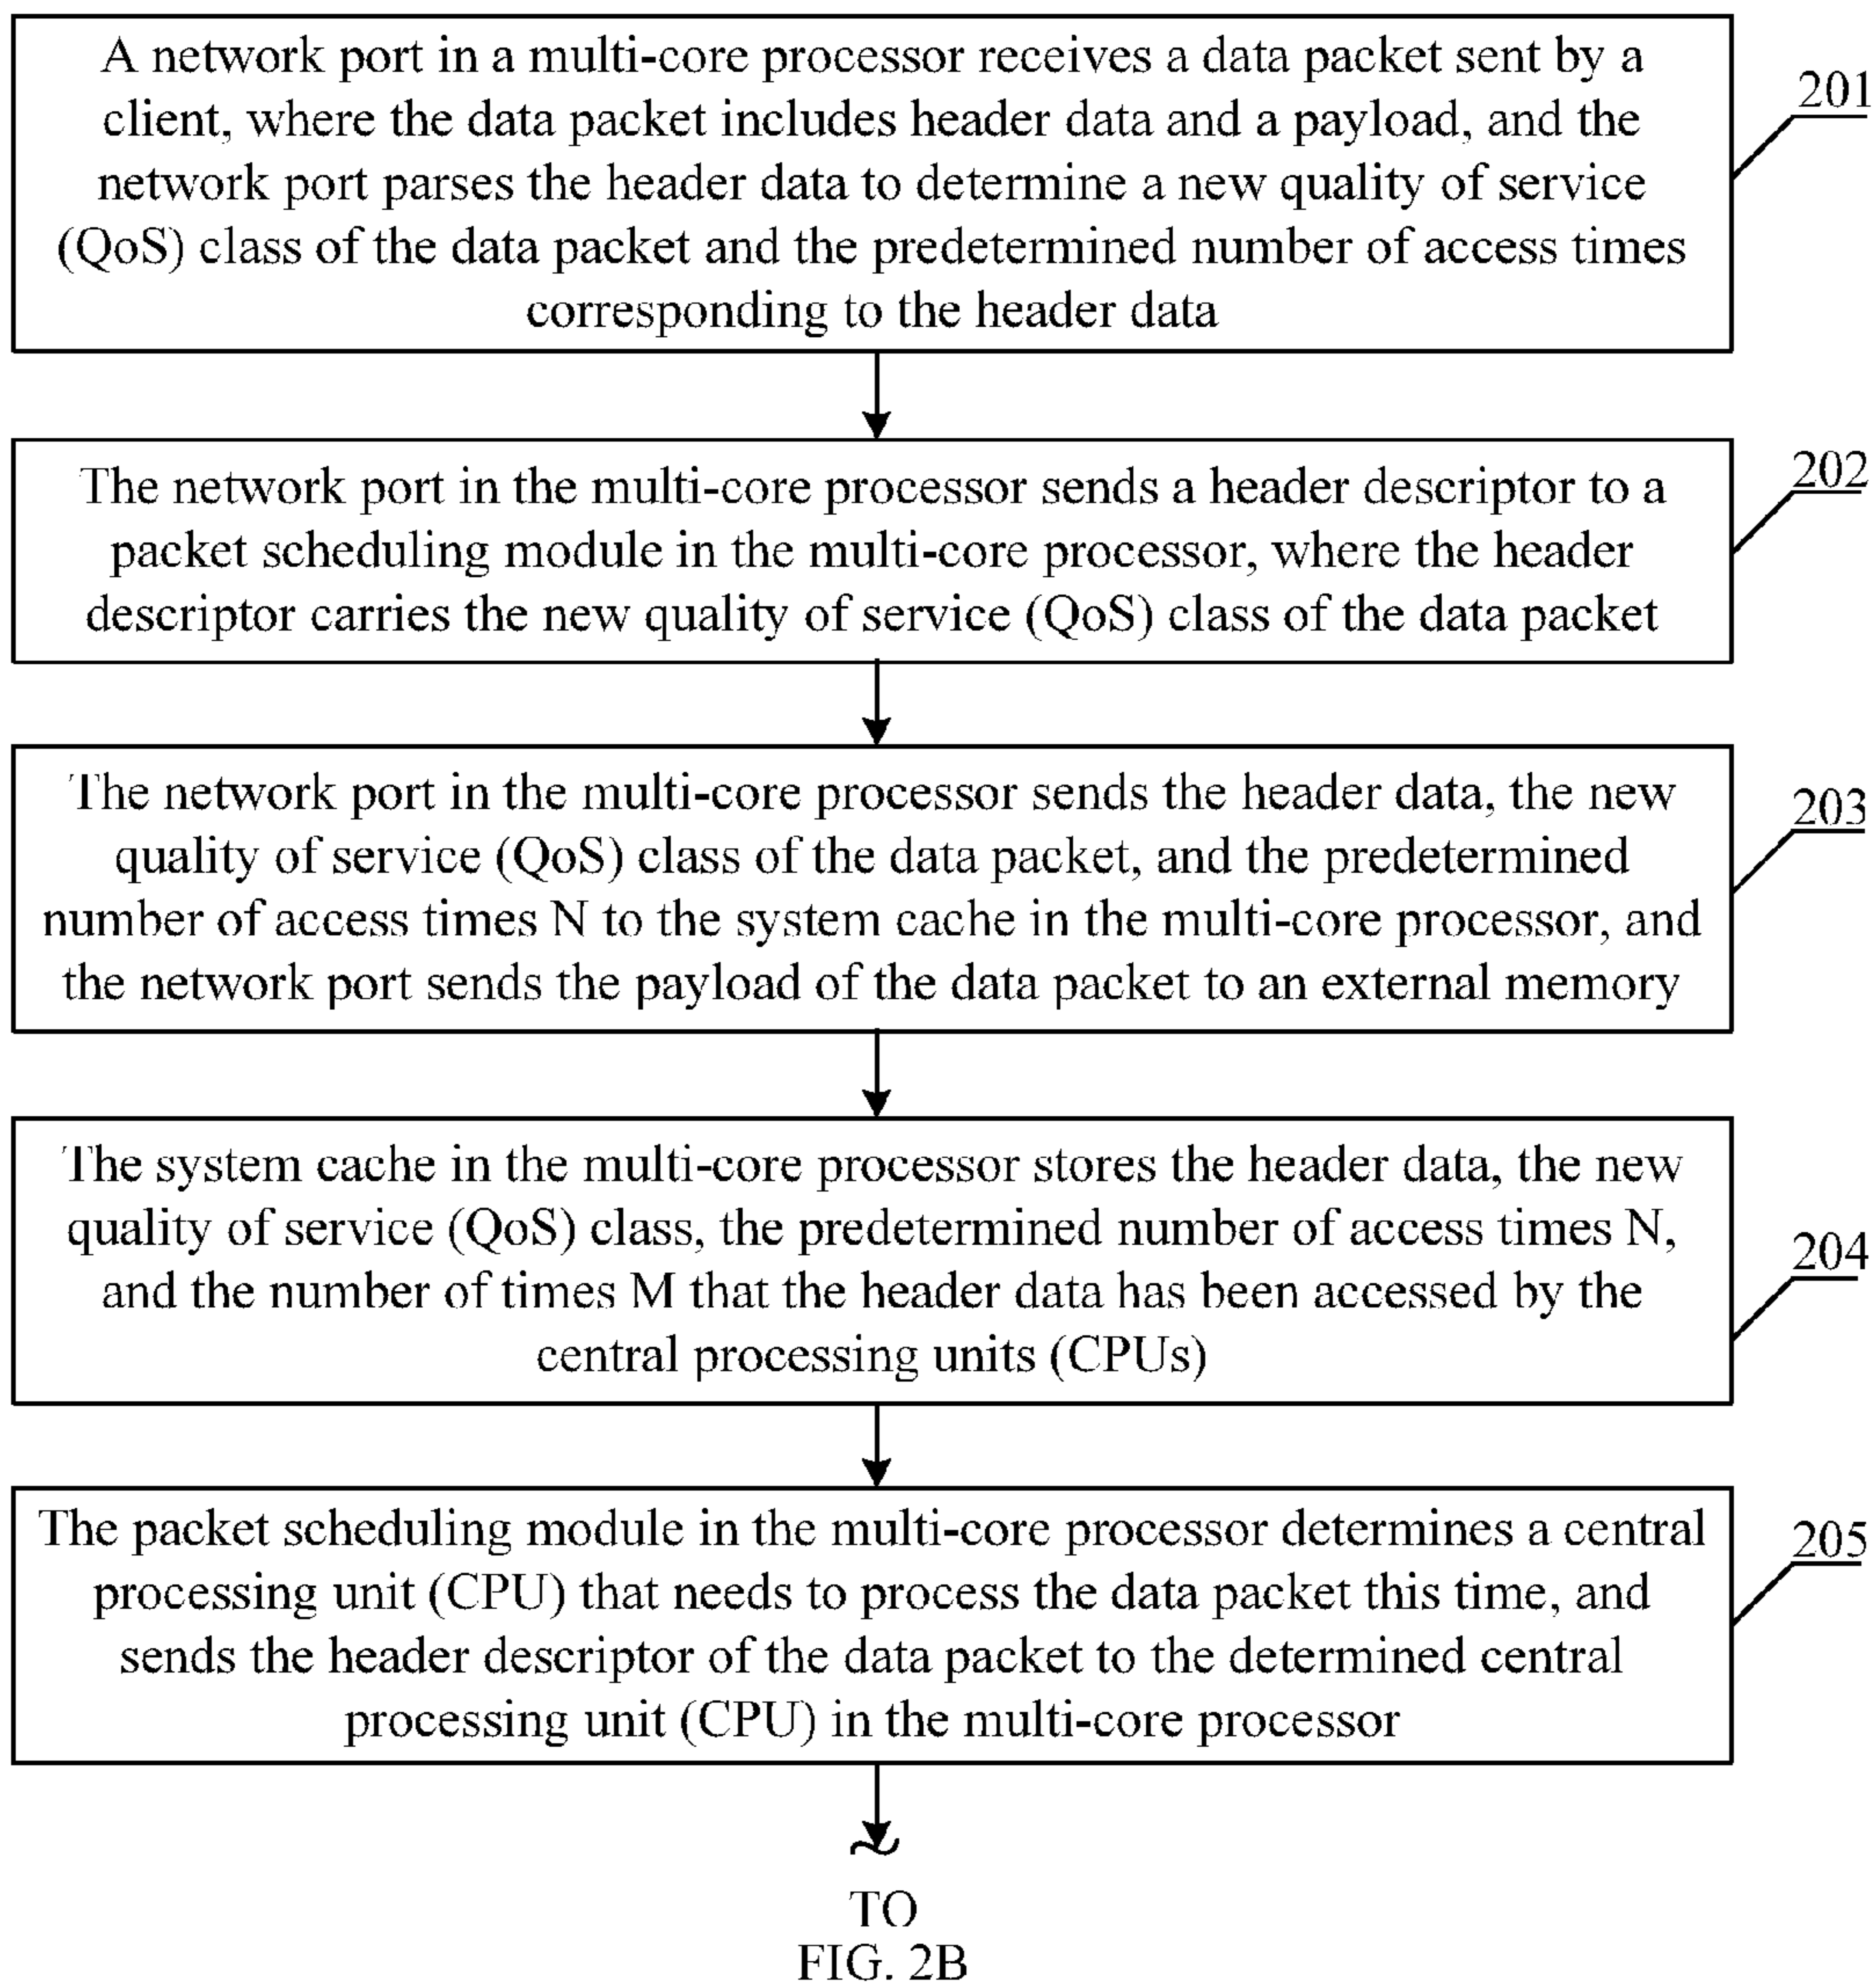 A network port in a multi-core processor receives a data packet sent by a
client, where the data packet includes header data and a payload, and the
network port parses the header data to determine a new quality of service
(QoS) class of the data packet and the predetermined number of access times
corresponding to the header data
201
The network port in the multi-core processor sends a header descriptor to a
packet scheduling module in the multi-core processor, where the header
descriptor carries the new quality of service (QoS) class of the data packet
202
The network port in the multi-core processor sends the header data, the new
quality of service (QoS) class of the data packet, and the predetermined
number of access times N to the system cache in the multi-core processor, and
the network port sends the payload of the data packet to an external memory
203
The system cache in the multi-core processor stores the header data, the new
quality of service (QoS) class, the predetermined number of access times N,
and the number of times M that the header data has been accessed by the
central processing units (CPUs)
204
The packet scheduling module in the multi-core processor determines a central
processing unit (CPU) that needs to process the data packet this time, and
sends the header descriptor of the data packet to the determined central
processing unit (CPU) in the multi-core processor
205
TO
FIG. 2B